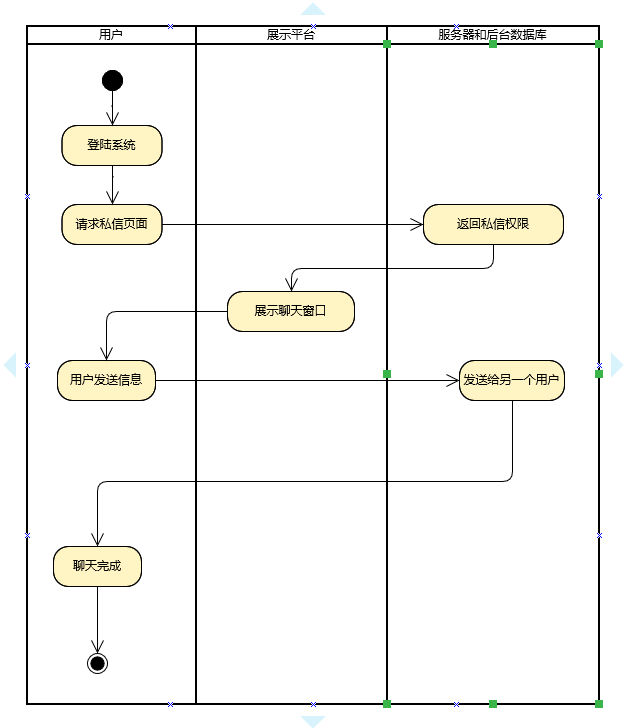 用户
展示平台
服务器和后台数据库
登陆系统
请求私信页面
返回私信权限
展示聊天窗口
用户发送信息
发送给另一个用户
聊天完成